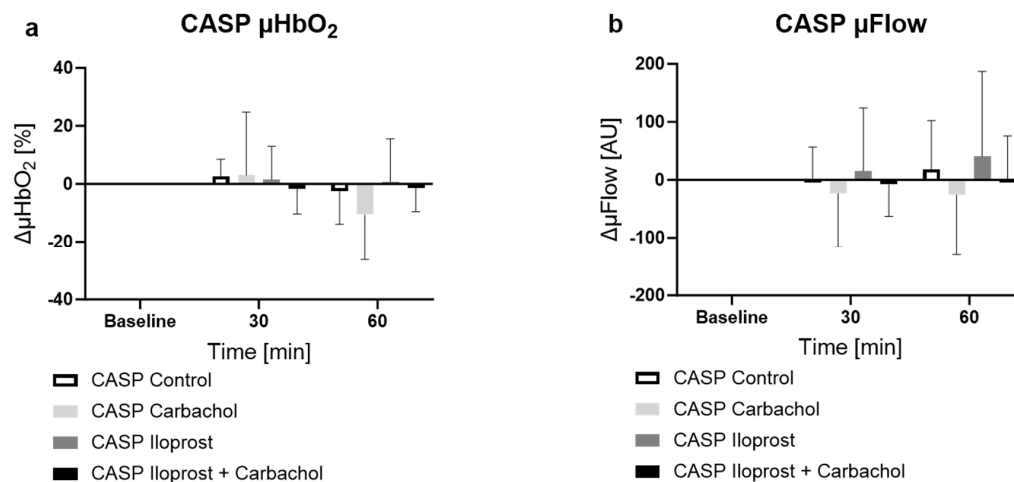 a
CASP µHbO₂
40
20
0
-20
-40
ΔµHbO₂ [%]
Baseline
30
60
Time [min]
CASP Control
CASP Carbachol
CASP Iloprost
CASP Iloprost + Carbachol
b
CASP µFlow
200
100
0
-100
-200
ΔµFlow [AU]
Baseline
30
60
Time [min]
CASP Control
CASP Carbachol
CASP Iloprost
CASP Iloprost + Carbachol